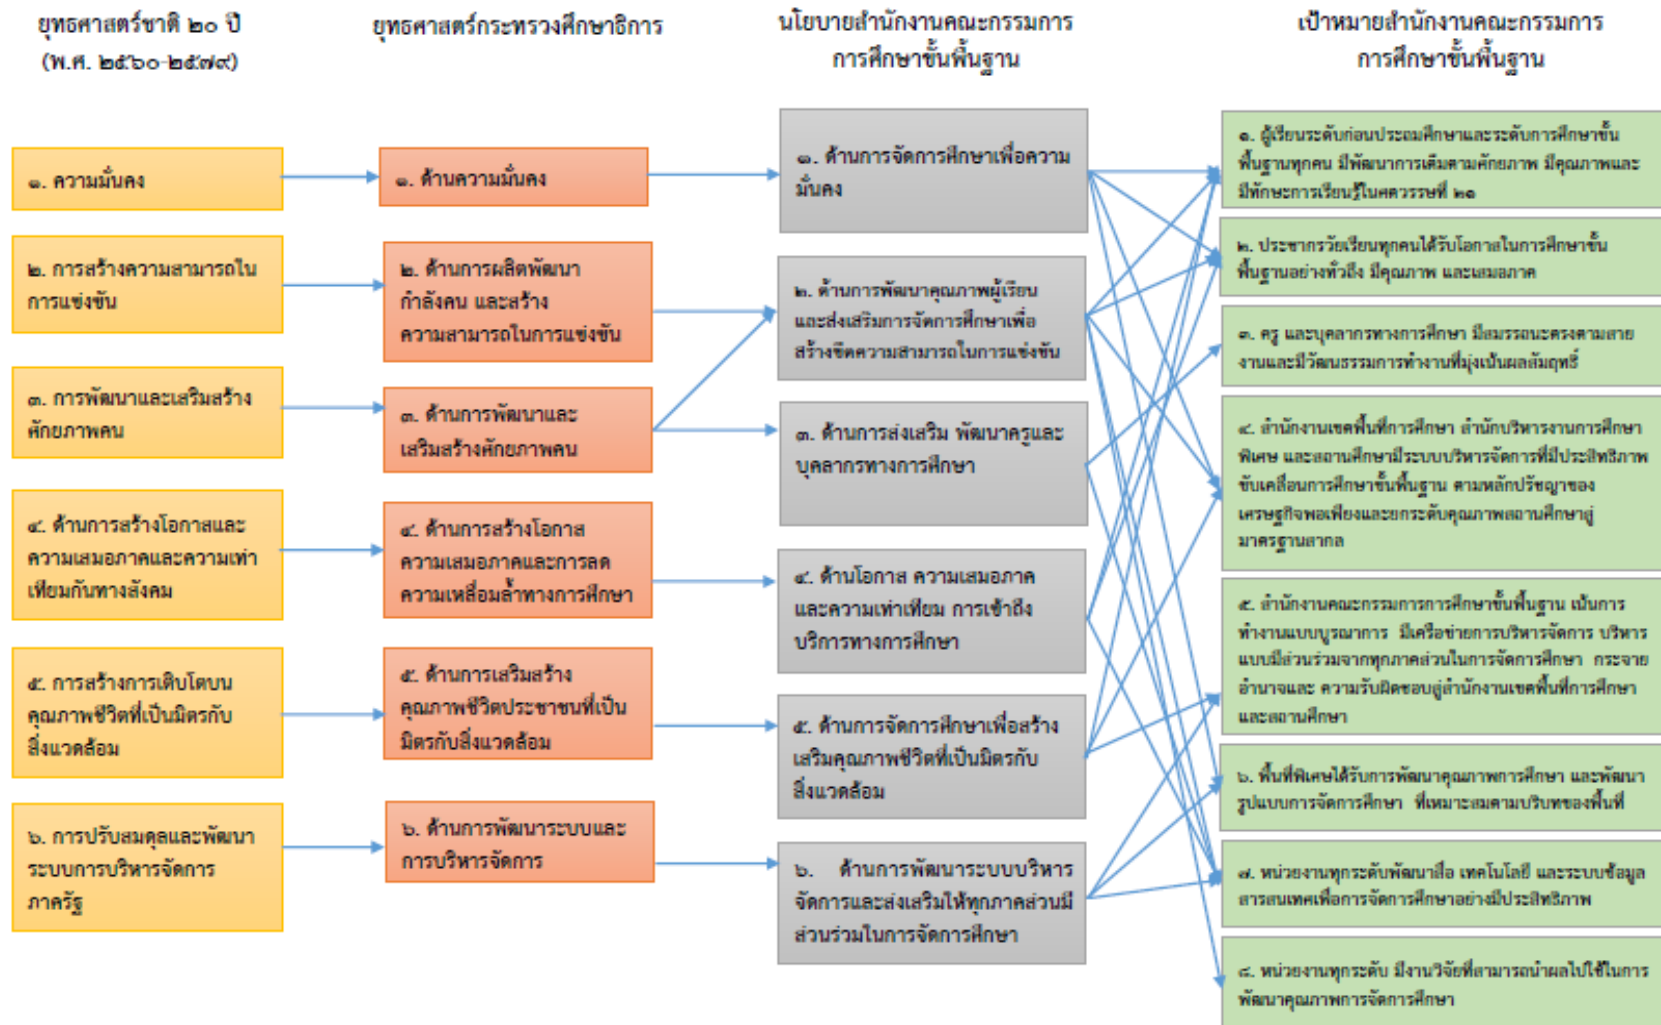 ยุทธศาสตร์ชาติ ๒๐ ปี
(พ.ศ. ๒๕๖๐-๒๕๗๙)
๑. ความมั่นคง
๒. การสร้างความสามารถใน
การแข่งขัน
๓. การพัฒนาและเสริมสร้าง
ศักยภาพคน
๔. ด้านการสร้างโอกาสและ
ความเสมอภาคและความเท่า
เทียมกันทางสังคม
๕. การสร้างการเติบโตบน
คุณภาพชีวิตที่เป็นมิตรกับ
สิ่งแวดล้อม
๖. การปรับสมดุลและพัฒนา
ระบบการบริหารจัดการ
ภาครัฐ
ยุทธศาสตร์กระทรวงศึกษาธิการ
๑. ด้านความมั่นคง
๒. ด้านการผลิตพัฒนา
กำลังคน และสร้าง
ความสามารถในการแข่งขัน
๓. ด้านการพัฒนาและ
เสริมสร้างศักยภาพคน
๔. ด้านการสร้างโอกาส
ความเสมอภาคและการลด
ความเหลื่อมล้ำทางการศึกษา
๕. ด้านการเสริมสร้าง
คุณภาพชีวิตประชาชนที่เป็น
มิตรกับสิ่งแวดล้อม
๖. ด้านการพัฒนาระบบและ
การบริหารจัดการ
นโยบายสำนักงานคณะกรรมการ
การศึกษาขั้นพื้นฐาน
๑. ด้านการจัดการศึกษาเพื่อความ
มั่นคง
๒. ด้านการพัฒนาคุณภาพผู้เรียน
และส่งเสริมการจัดการศึกษาเพื่อ
สร้างขีดความสามารถในการแข่งขัน
๓. ด้านการส่งเสริม พัฒนาครูและ
บุคลากรทางการศึกษา
๔. ด้านโอกาส ความเสมอภาค
และความเท่าเทียม การเข้าถึง
บริการทางการศึกษา
๕. ด้านการจัดการศึกษาเพื่อสร้าง
เสริมคุณภาพชีวิตที่เป็นมิตรกับ
สิ่งแวดล้อม
๖. ด้านการพัฒนาระบบบริหาร
จัดการและส่งเสริมให้ทุกภาคส่วนมี
ส่วนร่วมในการจัดการศึกษา
เป้าหมายสำนักงานคณะกรรมการ
การศึกษาขั้นพื้นฐาน
๑. ผู้เรียนระดับก่อนประถมศึกษาและระดับการศึกษาขั้น
พื้นฐานทุกคน มีพัฒนาการเต็มตามศักยภาพ มีคุณภาพและ
มีทักษะการเรียนรู้ในศตวรรษที่ ๒๑
๒. ประชากรวัยเรียนทุกคนได้รับโอกาสในการศึกษาขั้น
พื้นฐานอย่างทั่วถึง มีคุณภาพ และเสมอภาค
๓. ครู และบุคลากรทางการศึกษา มีสมรรถนะตรงตามสาย
งานและมีวัฒนธรรมการทำงานที่มุ่งเน้นผลสัมฤทธิ์
๔. สำนักงานเขตพื้นที่การศึกษา สำนักบริหารงานการศึกษา
พิเศษ และสถานศึกษามีระบบบริหารจัดการที่มีประสิทธิภาพ
ขับเคลื่อนการศึกษาขั้นพื้นฐาน ตามหลักปรัชญาของ
เศรษฐกิจพอเพียงและยกระดับคุณภาพสถานศึกษาสู่
มาตรฐานสากล
๕. สำนักงานคณะกรรมการการศึกษาขั้นพื้นฐาน เน้นการ
ทำงานแบบบูรณาการ มีเครือข่ายการบริหารจัดการ บริหาร
แบบมีส่วนร่วมจากทุกภาคส่วนในการจัดการศึกษา กระจาย
อำนาจและ ความรับผิดชอบสู่สำนักงานเขตพื้นที่การศึกษา
และสถานศึกษา
๖. พื้นที่พิเศษได้รับการพัฒนาคุณภาพการศึกษา และพัฒนา
รูปแบบการจัดการศึกษา ที่เหมาะสมตามบริบทของพื้นที่
๗. หน่วยงานทุกระดับพัฒนาสื่อ เทคโนโลยี และระบบข้อมูล
สารสนเทศเพื่อการจัดการศึกษาอย่างมีประสิทธิภาพ
๘. หน่วยงานทุกระดับ มีงานวิจัยที่สามารถนำผลไปใช้ในการ
พัฒนาคุณภาพการจัดการศึกษา